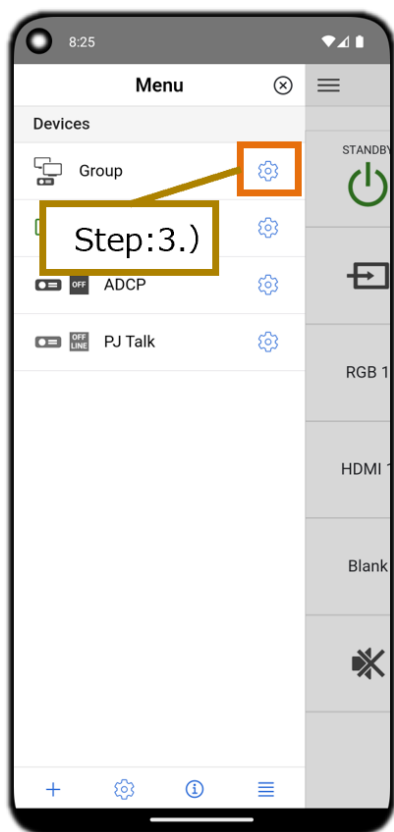 8:25
Menu
Devices
STANDBY
Group
Step:3.)
OFF
ADCP
OFF
LINE
PJ Talk
RGB 1
HDMI 1
Blank